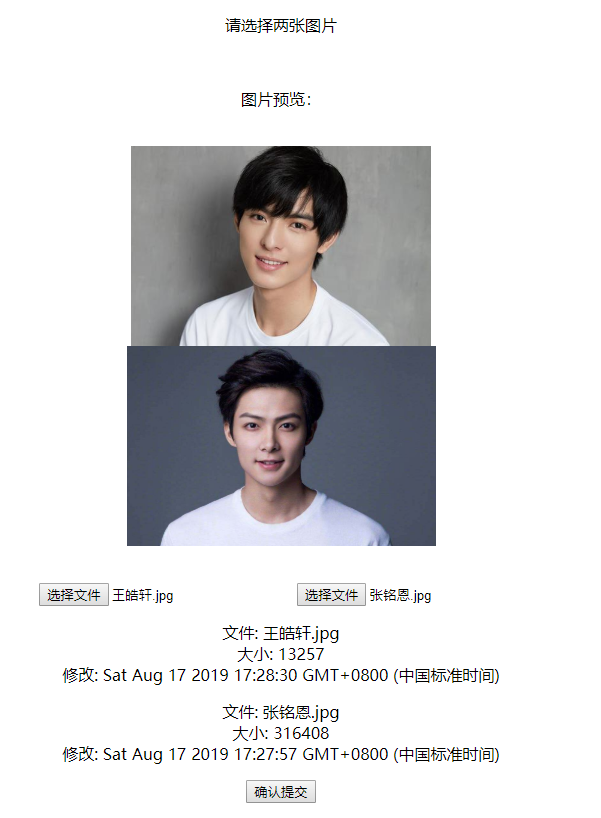 请选择两张图片
图片预览:
选择文件 王皓轩.jpg
选择文件 张铭恩.jpg
文件: 王皓轩.jpg
大小: 13257
修改: Sat Aug 17 2019 17:28:30 GMT+0800 (中国标准时间)
文件: 张铭恩.jpg
大小: 316408
修改: Sat Aug 17 2019 17:27:57 GMT+0800 (中国标准时间)
确认提交